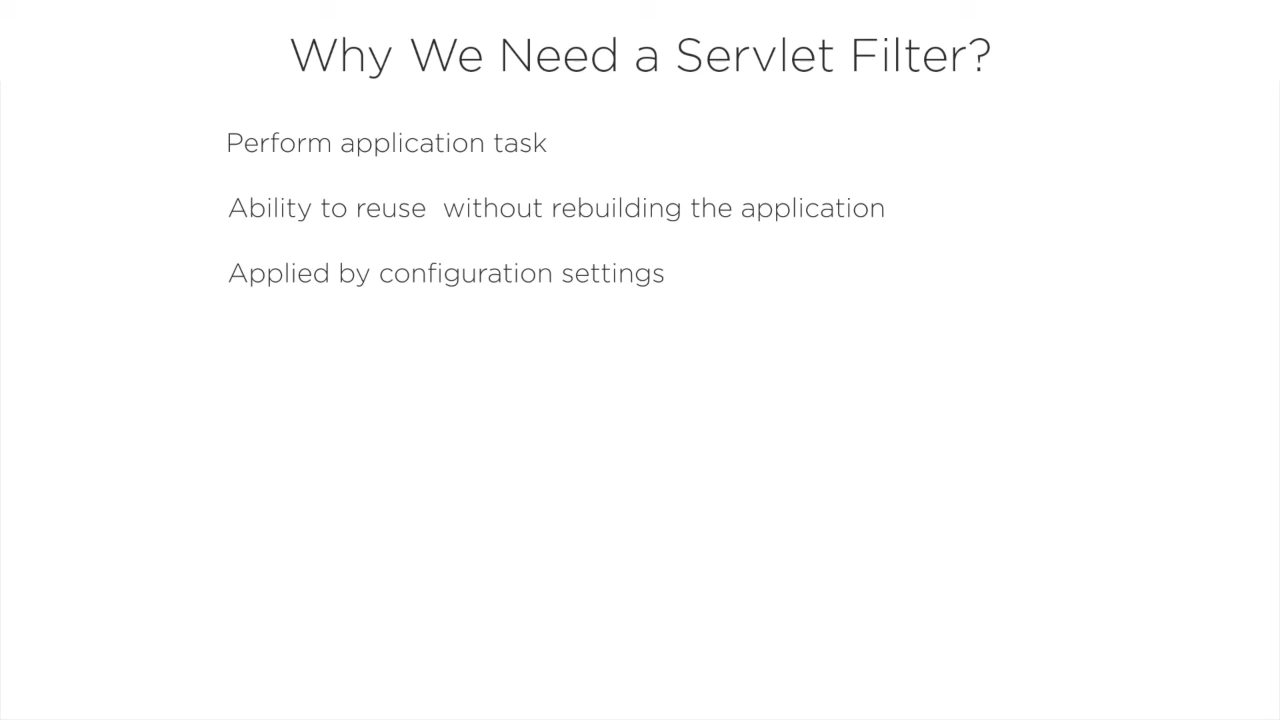 Why We Need a Servlet Filter?
Perform application task
Ability to reuse  without rebuilding the application
Applied by configuration settings